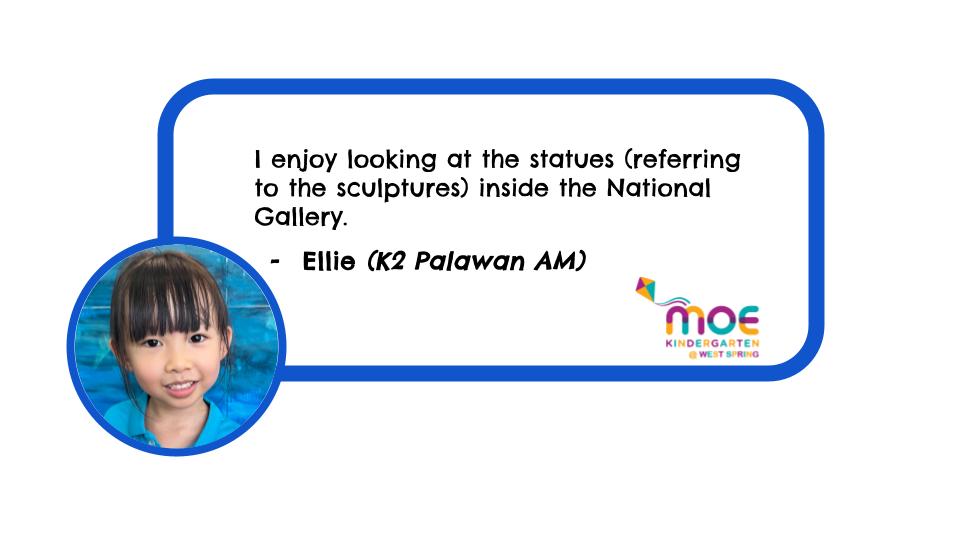 I enjoy looking at the statues (referring
to the sculptures) inside the National
Gallery.
- Ellie (K2 Palawan AM)
MOE
KINDERGARTEN
@ WEST SPRING